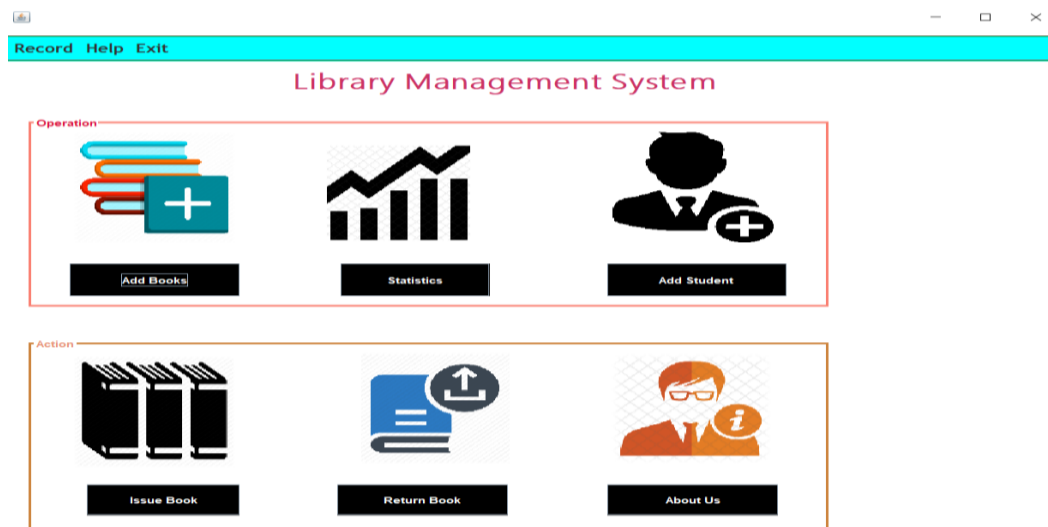 Record Help Exit
Library Management System
Operation
Add Books
Statistics
Add Student
Action
Issue Book
Return Book
About Us